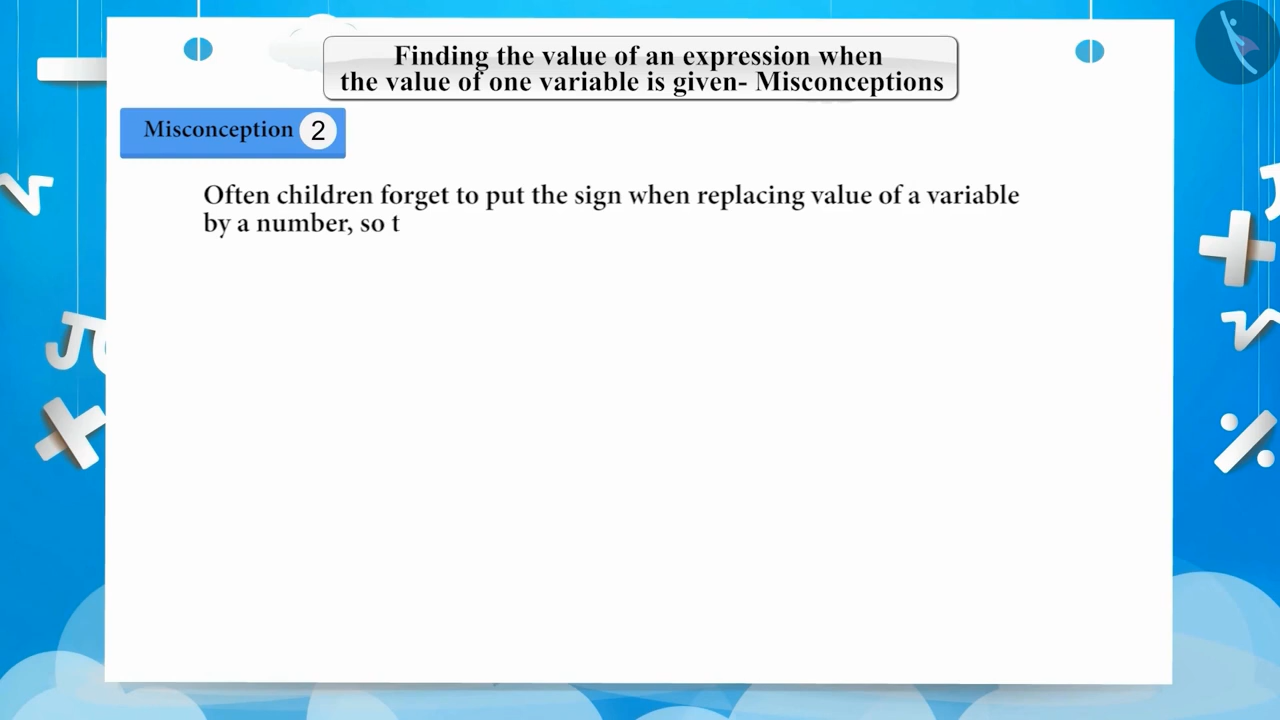 Finding the value of an expression when
the value of one variable is given- Misconceptions
Misconception 2
Often children forget to put the sign when replacing value of a variable
by a number, so t